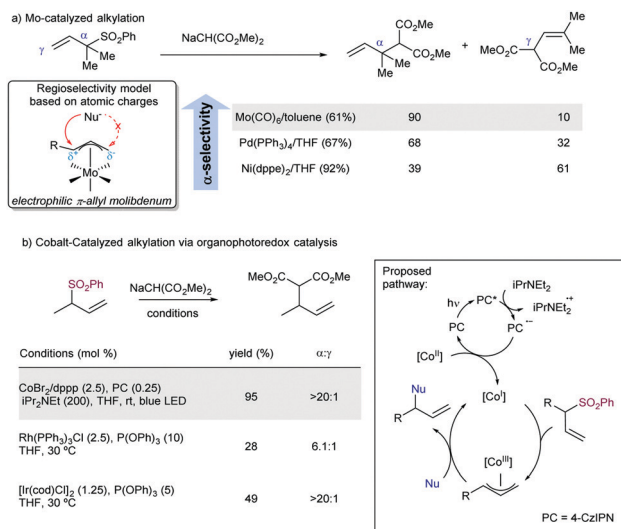 a) Mo-catalyzed alkylation
α
SO₂Ph
γ
Me
Me
NaCH(CO₂Me)₂
CO₂Me
α
CO₂Me
Me
Me
+
Me
γ
Me
MeO₂C
CO₂Me
Regioselectivity model
based on atomic charges
Nu-
x
R
δ+
δ-
Mo
electrophilic π-allyl molibdenum
α-selectivity
Mo(CO)₆/toluene (61%) 90 10
Pd(PPh₃)₄/THF (67%) 68 32
Ni(dppe)₂/THF (92%) 39 61
b) Cobalt-Catalyzed alkylation via organophotoredox catalysis
SO₂Ph
NaCH(CO₂Me)₂
conditions
MeO₂C CO₂Me
Conditions (mol %) yield (%) α:γ
CoBr₂/dppp (2.5), PC (0.25)
iPr₂NEt (200), THF, rt, blue LED
95 >20:1
Rh(PPh₃)₃Cl (2.5), P(OPh)₃ (10)
THF, 30 ºC
28 6.1:1
[Ir(cod)Cl]₂ (1.25), P(OPh)₃ (5)
THF, 30 ºC
49 >20:1
Proposed
pathway:
iPrNEt₂
PC*
hν
iPrNEt₂•+
PC
PC•−
[Coᴵᴵ]
Nu
R
[Coᴵ]
SO₂Ph
R
[Coᴵᴵᴵ]
Nu
R
PC = 4-CzIPN